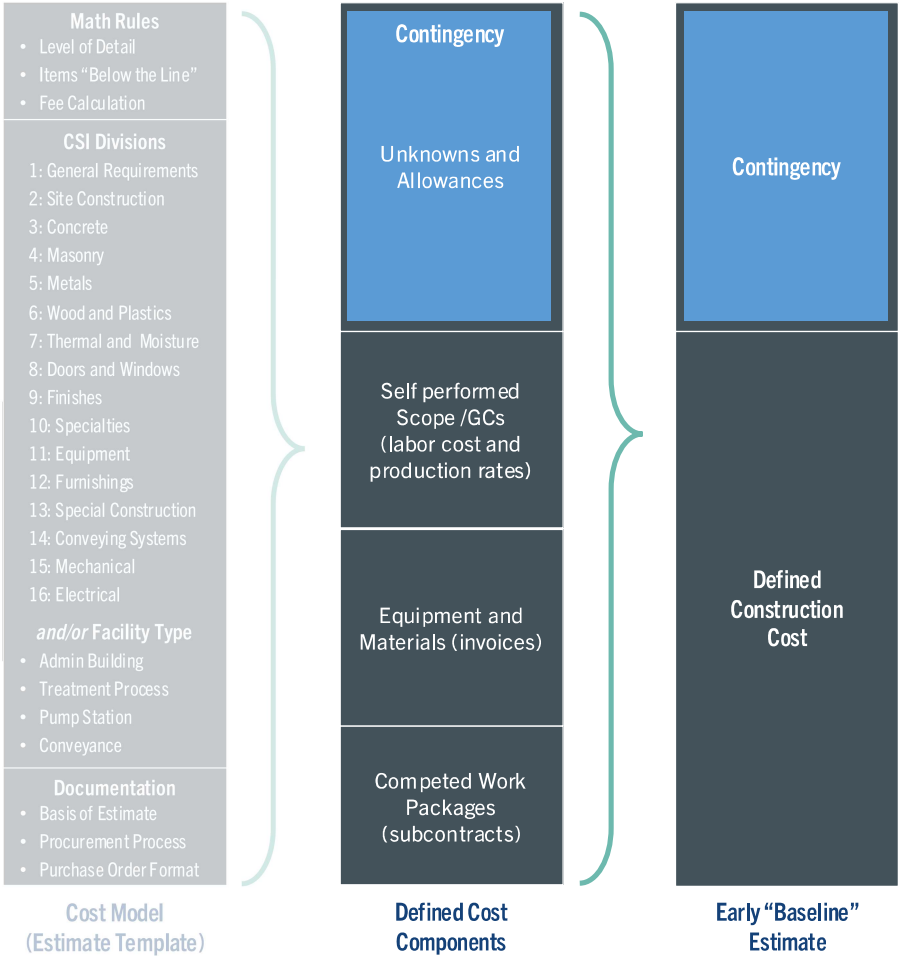 Math Rules
• Level of Detail
• Items “Below the Line”
• Fee Calculation
CSI Divisions
1: General Requirements
2: Site Construction
3: Concrete
4: Masonry
5: Metals
6: Wood and Plastics
7: Thermal and Moisture
8: Doors and Windows
9: Finishes
10: Specialties
11: Equipment
12: Furnishings
13: Special Construction
14: Conveying Systems
15: Mechanical
16: Electrical
and/or Facility Type
• Admin Building
• Treatment Process
• Pump Station
• Conveyance
Documentation
• Basis of Estimate
• Procurement Process
• Purchase Order Format
Cost Model
(Estimate Template)
Contingency
Unknowns and
Allowances
Self performed
Scope /GCs
(labor cost and
production rates)
Equipment and
Materials (invoices)
Competed Work
Packages
(subcontracts)
Defined Cost
Components
Contingency
Defined
Construction
Cost
Early “Baseline”
Estimate